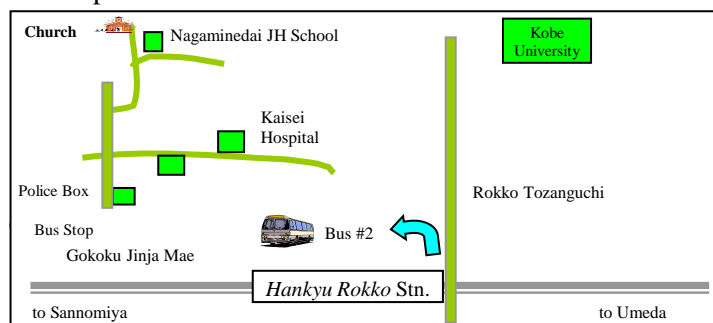 Church
Nagaminedai JH School
Kobe
University
Kaisei
Hospital
Police Box
Rokko Tozanguchi
Bus Stop
Bus #2
Gokoku Jinja Mae
Hankyu Rokko Stn.
to Sannomiya
to Umeda